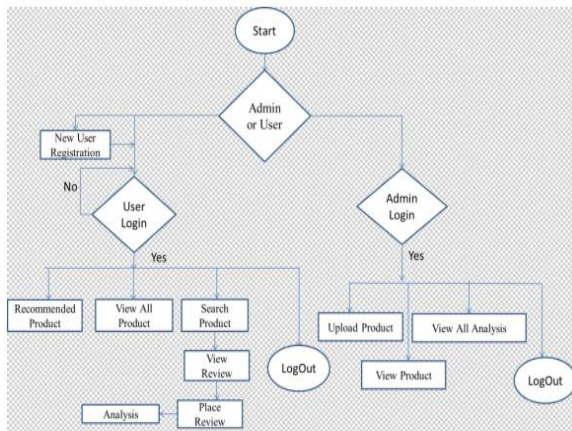 Start
Admin
or User
New User
Registration
No
User
Login
Admin
Login
Yes
Yes
Recommended
Product
View All
Product
Search
Product
Upload Product
View All Analysis
View
Review
LogOut
View Product
LogOut
Analysis
Place
Review